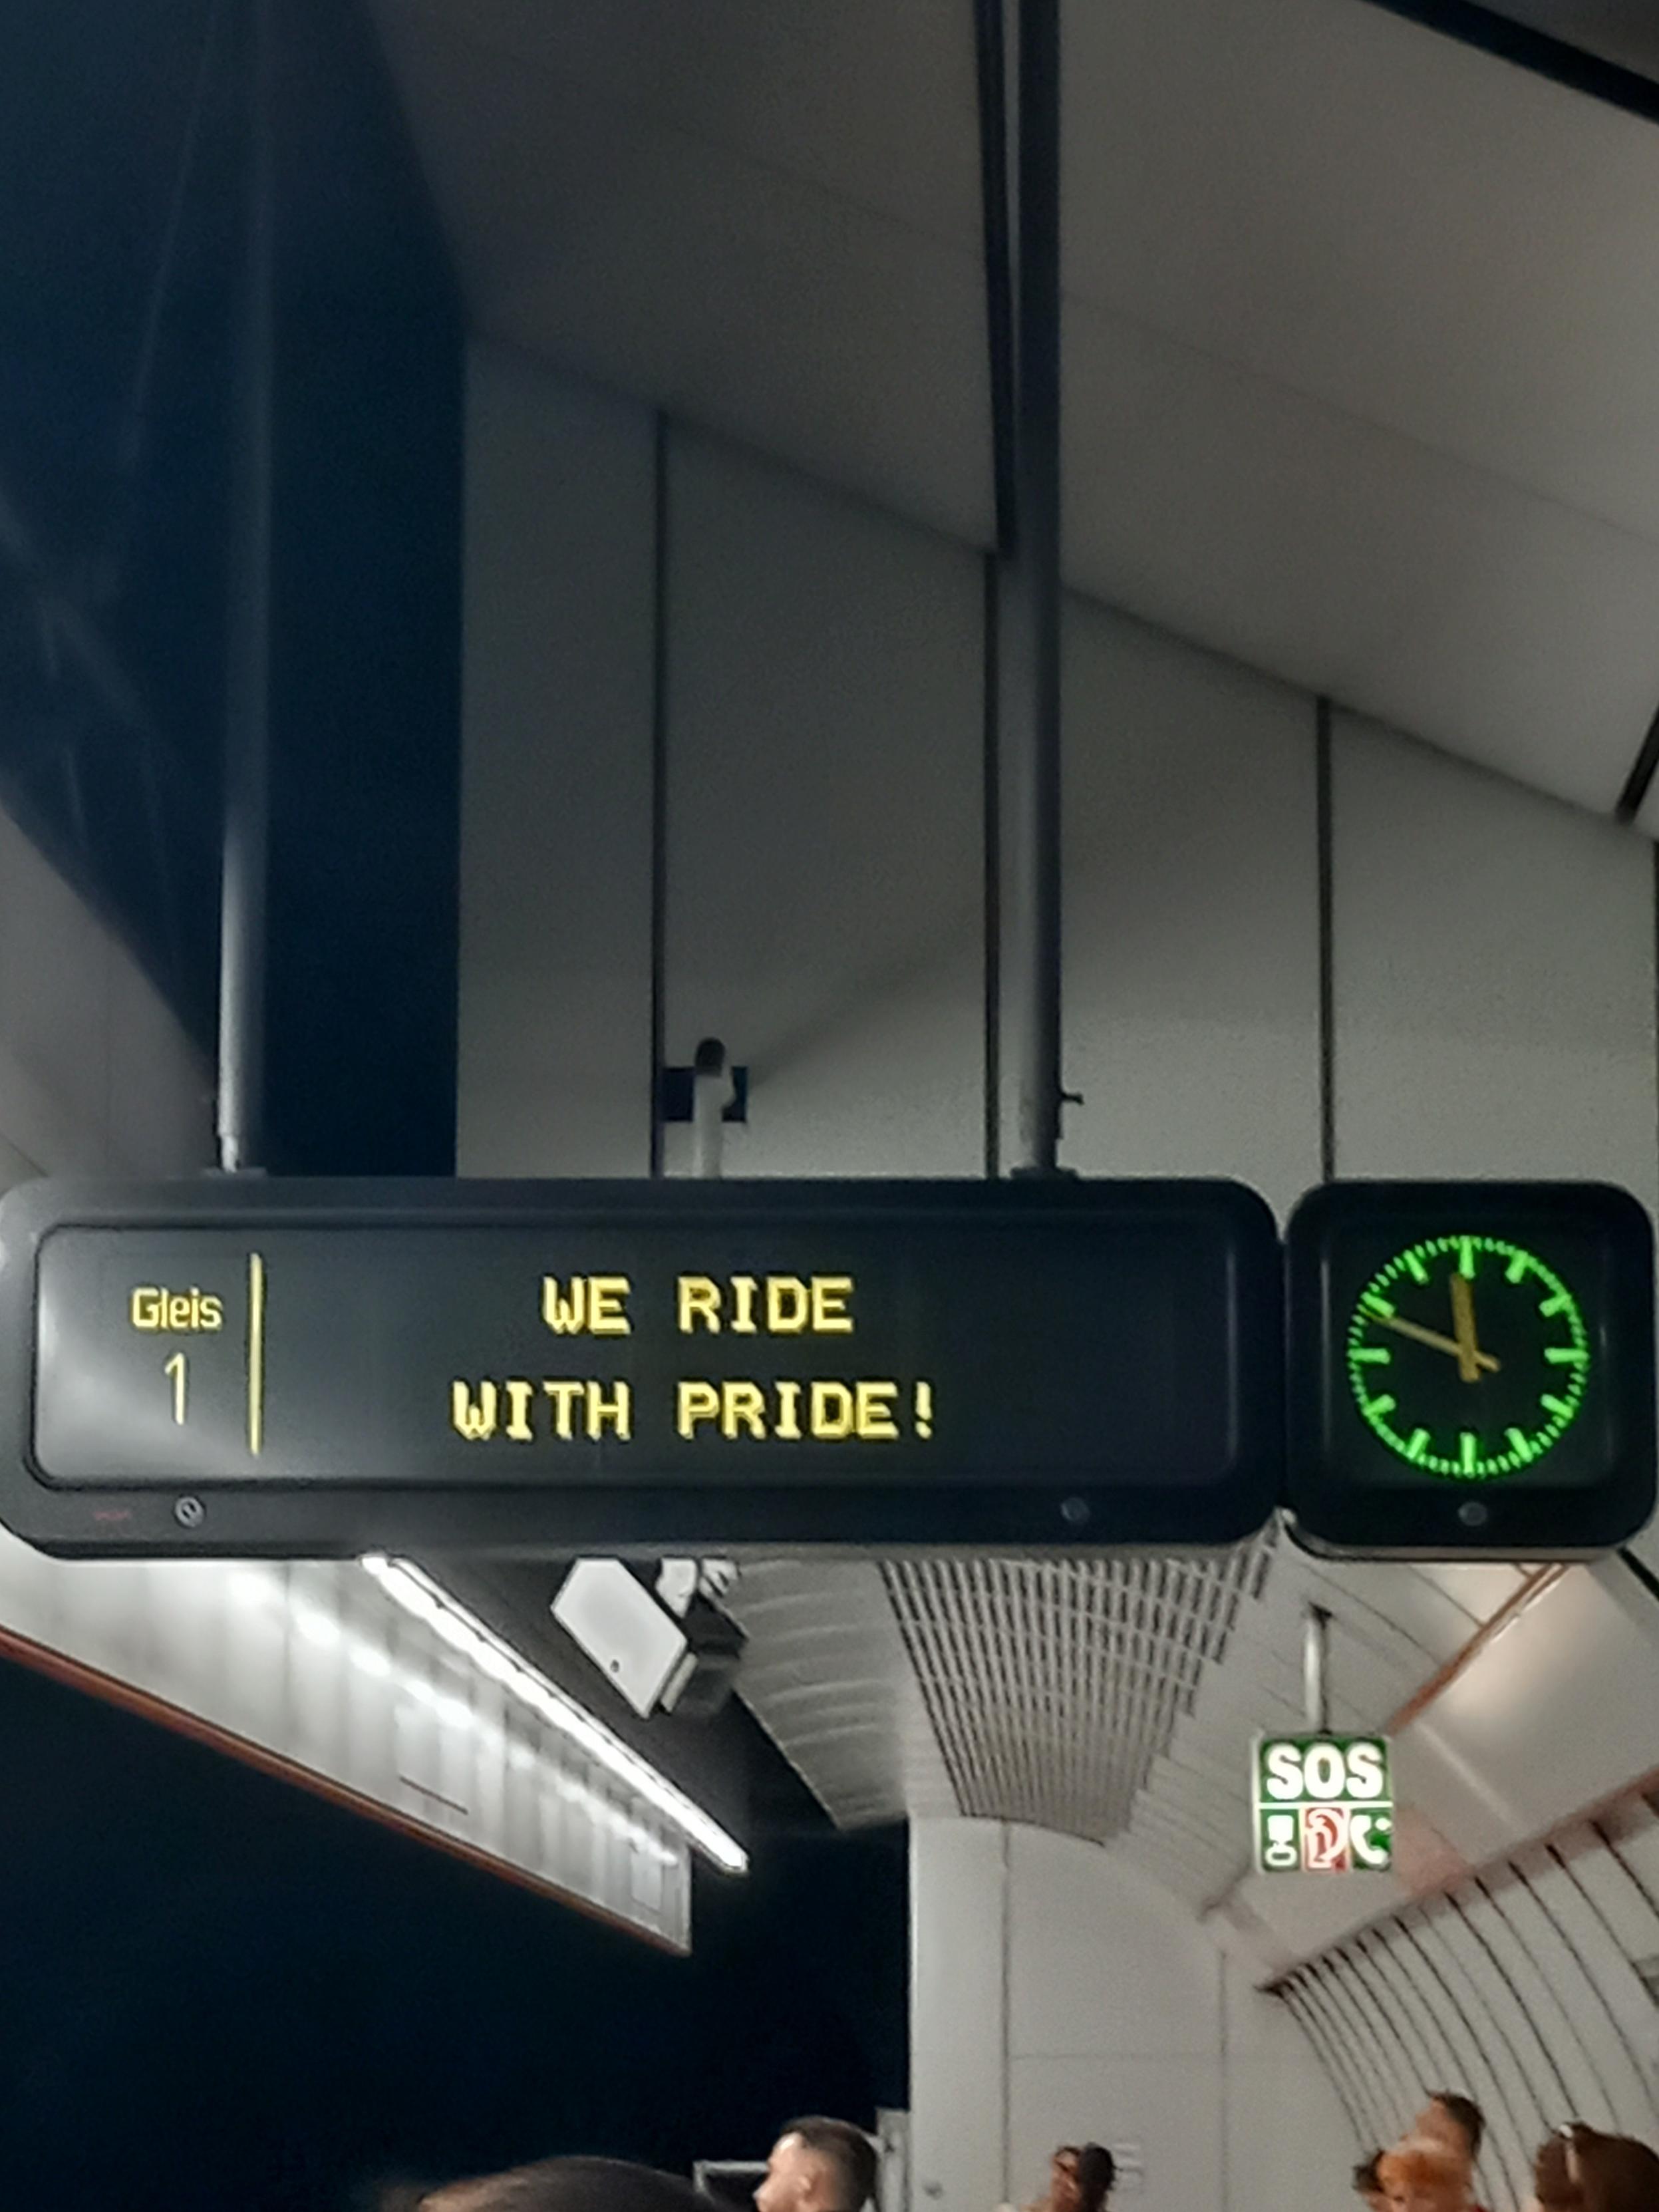 Gleis
1
WE RIDE
WITH PRIDE!
SOS